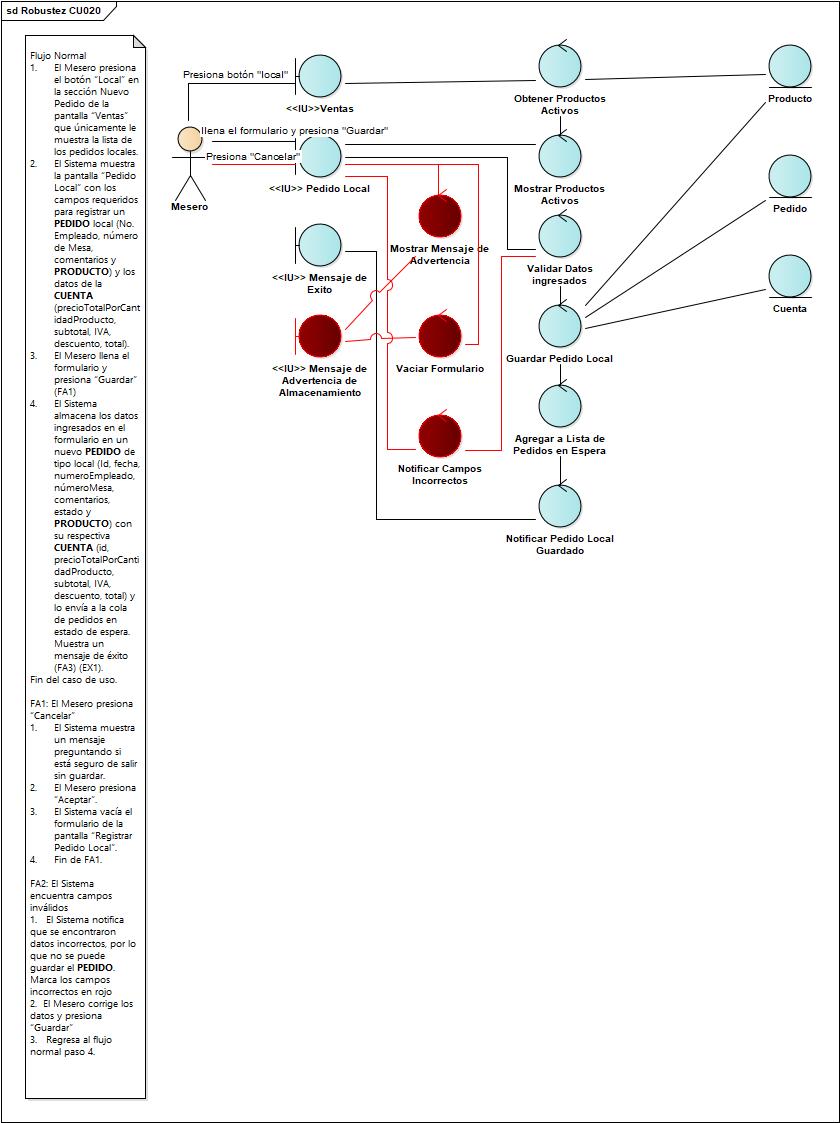 sd Robustez CU020
Flujo Normal
1. El Mesero presiona
el botón "Local" en
la sección Nuevo
Pedido de la
pantalla "Ventas"
que únicamente le
muestra la lista de
los pedidos locales.
2. El Sistema muestra
la pantalla "Pedido
Local" con los
campos requeridos
para registrar un
PEDIDO local (No.
Empleado, número
de Mesa,
comentarios y
PRODUCTO) y los
datos de la
CUENTA
(precioTotalPorCant
idadProducto,
subtotal, IVA,
descuento, total).
3. El Mesero llena el
formulario y
presiona "Guardar"
(FA1)
4. El Sistema
almacena los datos
ingresados en el
formulario en un
nuevo PEDIDO de
tipo local (Id, fecha,
numeroEmpleado,
númeroMesa,
comentarios,
estado y
PRODUCTO) con
su respectiva
CUENTA (id,
precioTotalPorCanti
dadProducto,
subtotal, IVA,
descuento, total) y
lo envía a la cola
de pedidos en
estado de espera.
Muestra un
mensaje de éxito
(FA3) (EX1).
Fin del caso de uso.
FA1: El Mesero presiona
"Cancelar"
1. El Sistema muestra
un mensaje
preguntando si
está seguro de salir
sin guardar.
2. El Mesero presiona
"Aceptar".
3. El Sistema vacía el
formulario de la
pantalla "Registrar
Pedido Local".
4. Fin de FA1.
FA2: El Sistema
encuentra campos
inválidos
1. El Sistema notifica
que se encontraron
datos incorrectos, por lo
que no se puede
guardar el PEDIDO.
Marca los campos
incorrectos en rojo
2. El Mesero corrige los
datos y presiona
"Guardar"
3. Regresa al flujo
normal paso 4.
Presiona botón "local"
llena el formulario y presiona "Guardar"
Presiona "Cancelar"
Mesero
<<IU>>Ventas
<<IU>> Pedido Local
<<IU>> Mensaje de
Exito
<<IU>> Mensaje de
Advertencia de
Almacenamiento
Mostrar Mensaje de
Advertencia
Vaciar Formulario
Notificar Campos
Incorrectos
Obtener Productos
Activos
Mostrar Productos
Activos
Validar Datos
ingresados
Guardar Pedido Local
Agregar a Lista de
Pedidos en Espera
Notificar Pedido Local
Guardado
Producto
Pedido
Cuenta